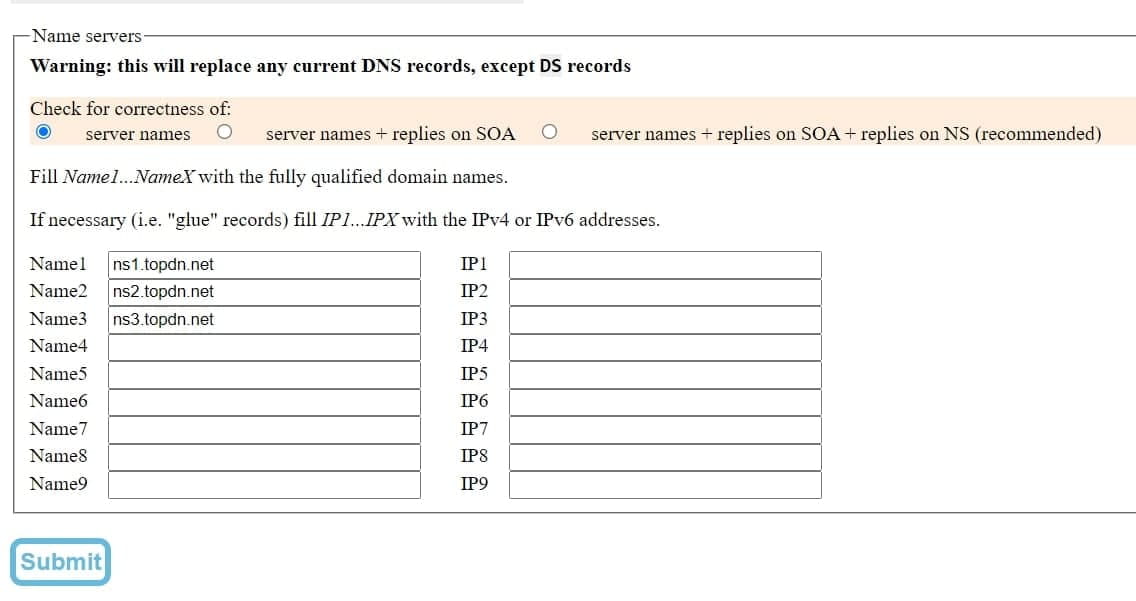 Name servers
Warning: this will replace any current DNS records, except DS records
Check for correctness of:
server names server names + replies on SOA server names + replies on SOA + replies on NS (recommended)
Fill Name1...NameX with the fully qualified domain names.
If necessary (i.e. "glue" records) fill IP1...IPX with the IPv4 or IPv6 addresses.
Name1 ns1.topdn.net IP1
Name2 ns2.topdn.net IP2
Name3 ns3.topdn.net IP3
Name4 IP4
Name5 IP5
Name6 IP6
Name7 IP7
Name8 IP8
Name9 IP9
Submit